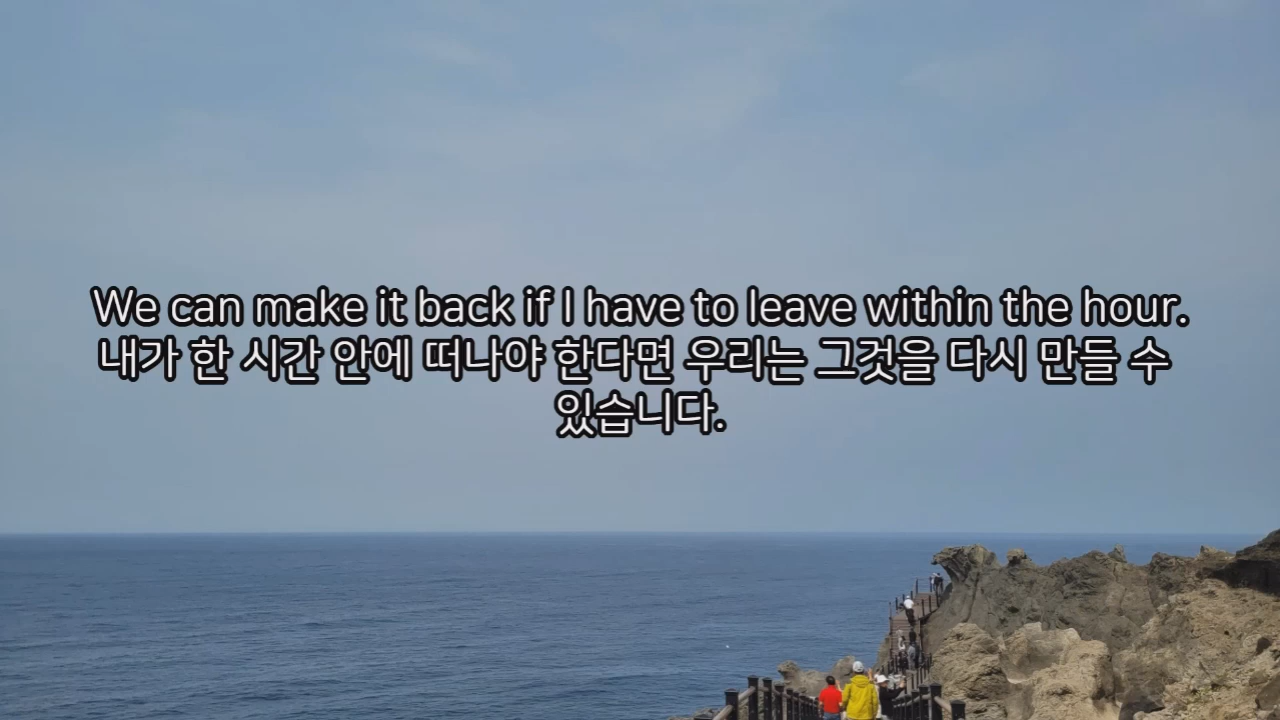 We can make it back if I have to leave within the hour.
내가 한 시간 안에 떠나야 한다면 우리는 그것을 다시 만들 수
있습니다.